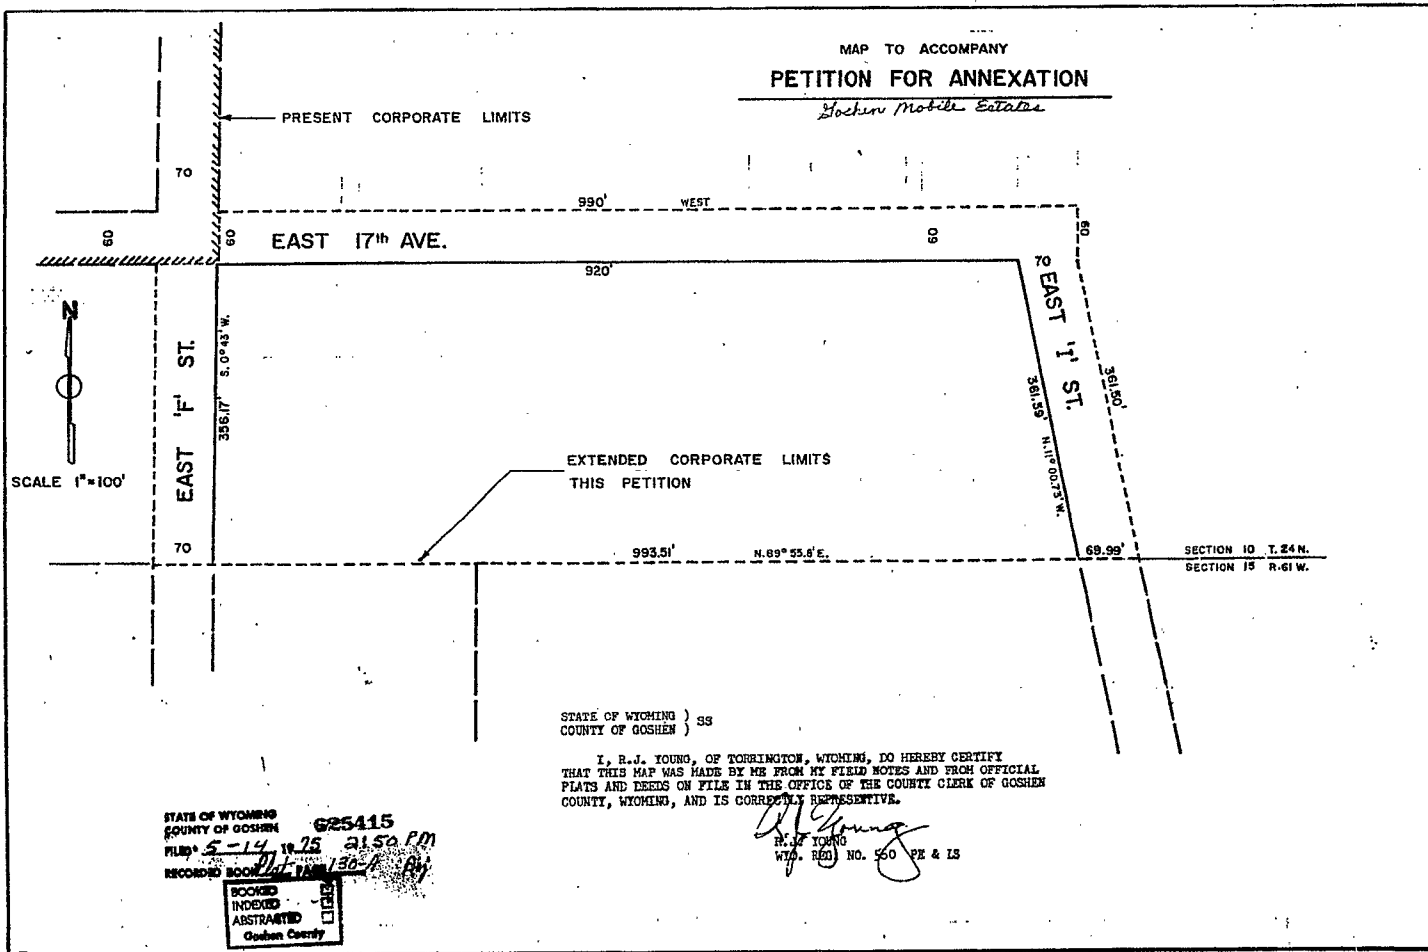 MAP TO ACCOMPANY
PETITION FOR ANNEXATION
Goshen Mobile Estates
PRESENT CORPORATE LIMITS
70
990' WEST
60
60
EAST 17th AVE.
60
60
920'
70
N
EAST 'F' ST.
356.17' S. 0° 43' W.
EAST 'I' ST.
361.59' N. 11° 00.73' W.
361.50'
SCALE 1"=100'
EXTENDED CORPORATE LIMITS
THIS PETITION
70
993.51' N. 89° 55.8' E.
69.99'
SECTION 10 T. 24 N.
SECTION 15 R. 61 W.
STATE OF WYOMING )
COUNTY OF GOSHEN ) SS
I, R.J. YOUNG, OF TORRINGTON, WYOMING, DO HEREBY CERTIFY
THAT THIS MAP WAS MADE BY ME FROM MY FIELD NOTES AND FROM OFFICIAL
PLATS AND DEEDS ON FILE IN THE OFFICE OF THE COUNTY CLERK OF GOSHEN
COUNTY, WYOMING, AND IS CORRECTLY REPRESENTIVE.
R J Young
R.J. YOUNG
WYO. REG. NO. 550 PE & LS
STATE OF WYOMING
COUNTY OF GOSHEN 625415
FILED 5-14 1975 2:50 PM
RECORDED BOOK Plat PAGE 130-A
BOOKED
INDEXED
ABSTRACTED
Goshen County